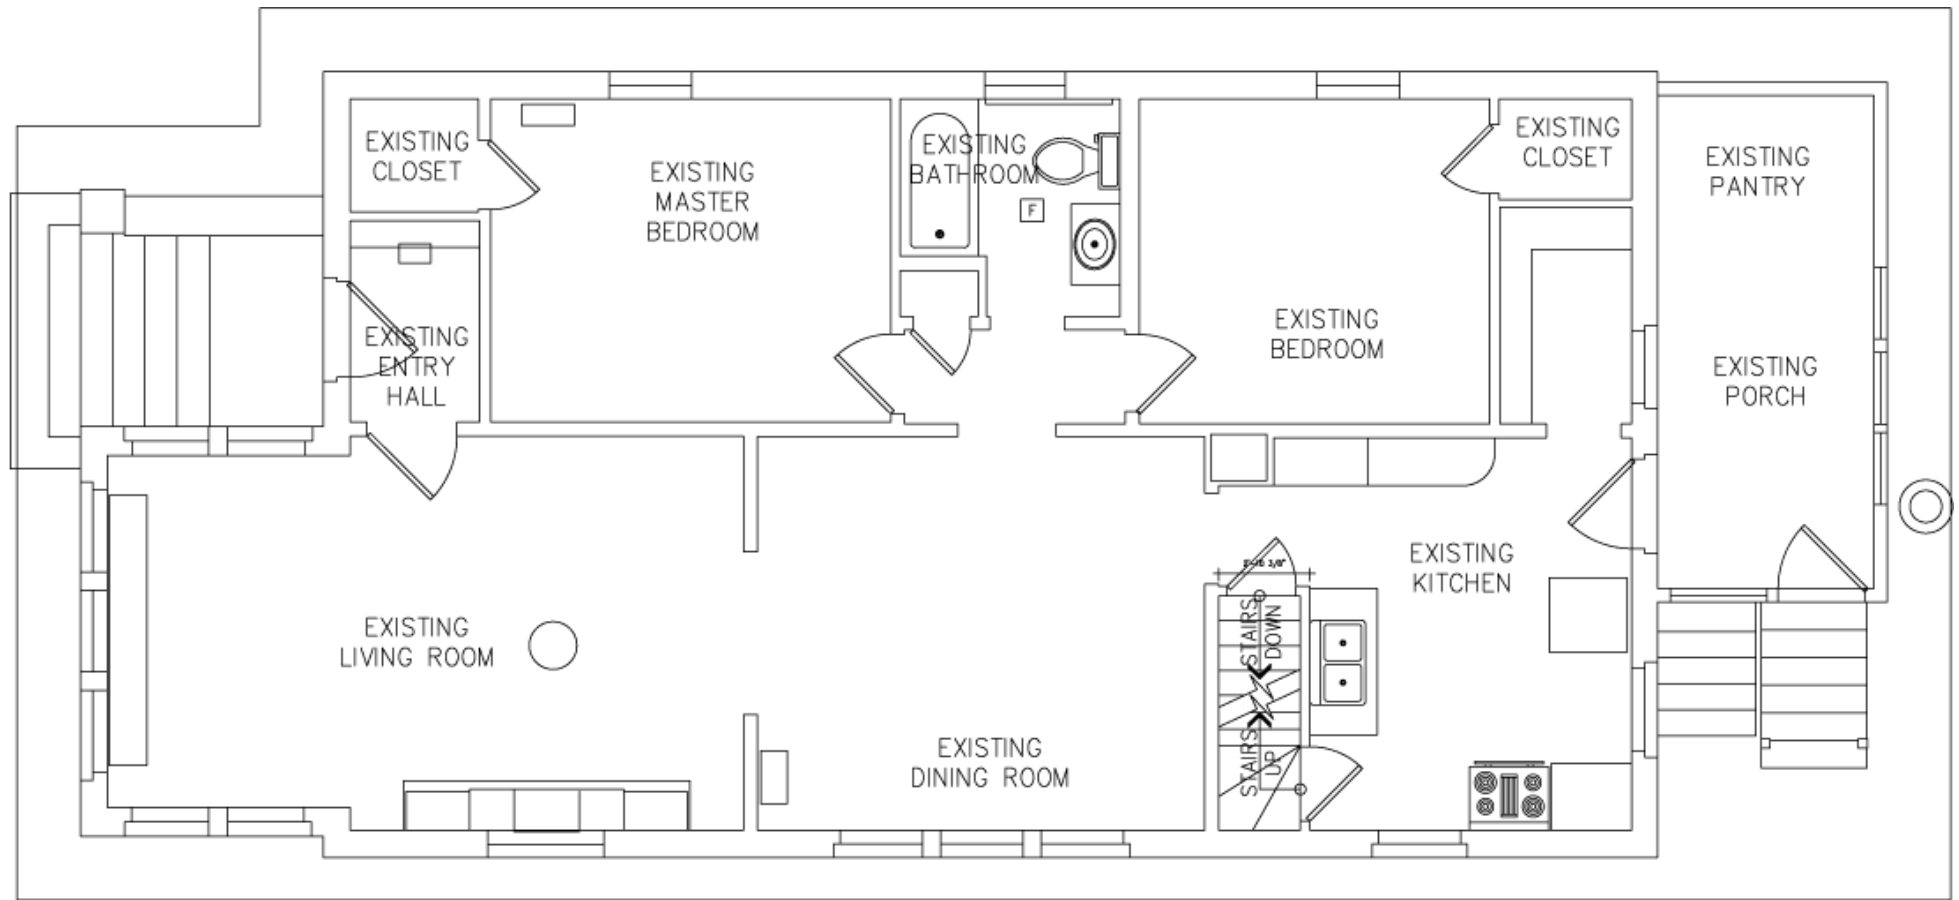 EXISTING
CLOSET
EXISTING
MASTER
BEDROOM
EXISTING
BATHROOM
F
EXISTING
CLOSET
EXISTING
PANTRY
EXISTING
ENTRY
HALL
EXISTING
BEDROOM
EXISTING
PORCH
EXISTING
LIVING ROOM
EXISTING
DINING ROOM
STAIRS
DOWN
STAIRS
UP
EXISTING
KITCHEN